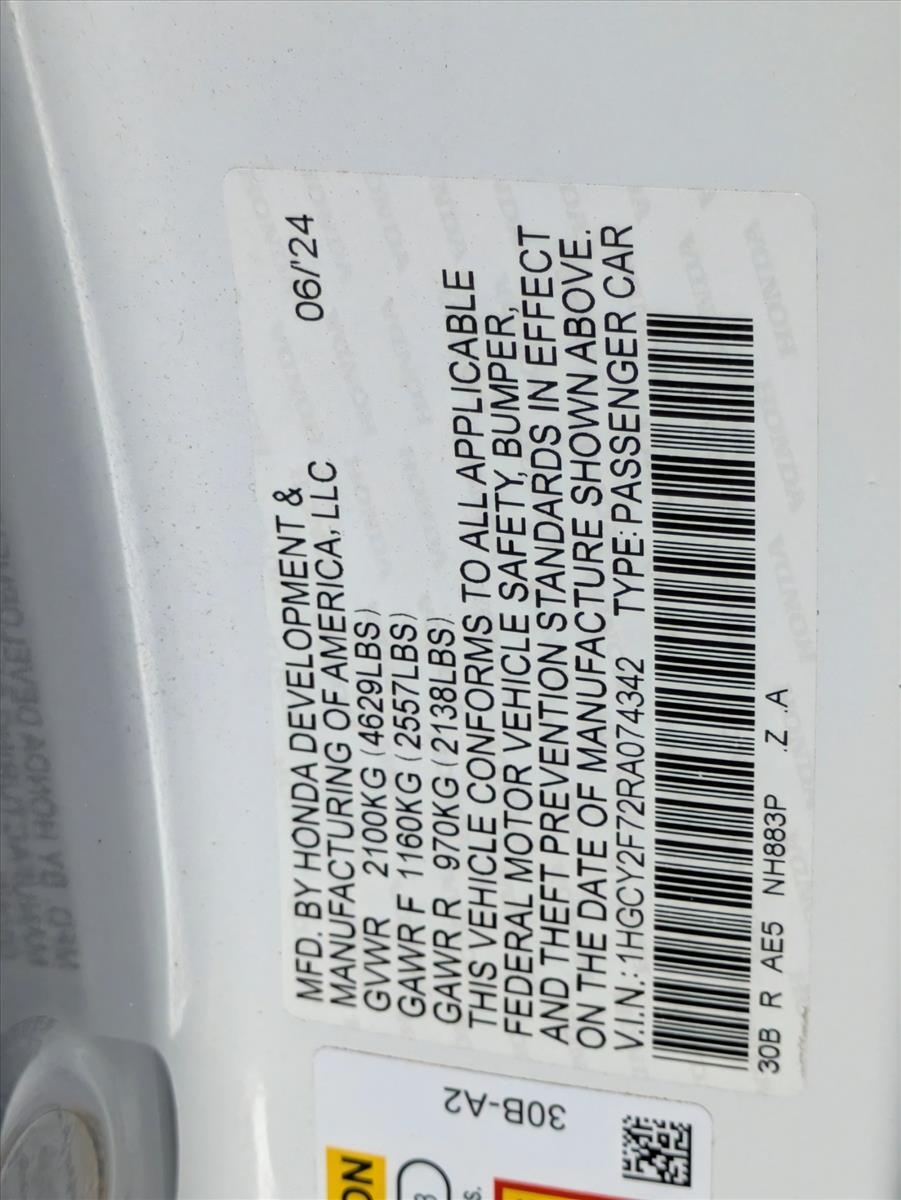 MFD. BY HONDA DEVELOPMENT & 06/'24
MANUFACTURING OF AMERICA, LLC
GVWR 2100KG (4629LBS)
GAWR F 1160KG (2557LBS)
GAWR R 970KG (2138LBS)
THIS VEHICLE CONFORMS TO ALL APPLICABLE
FEDERAL MOTOR VEHICLE SAFETY, BUMPER,
AND THEFT PREVENTION STANDARDS IN EFFECT
ON THE DATE OF MANUFACTURE SHOWN ABOVE.
V.I.N.: 1HGCY2F72RA074342 TYPE: PASSENGER CAR
30B R AE5 NH883P .Z .A
30B-A2